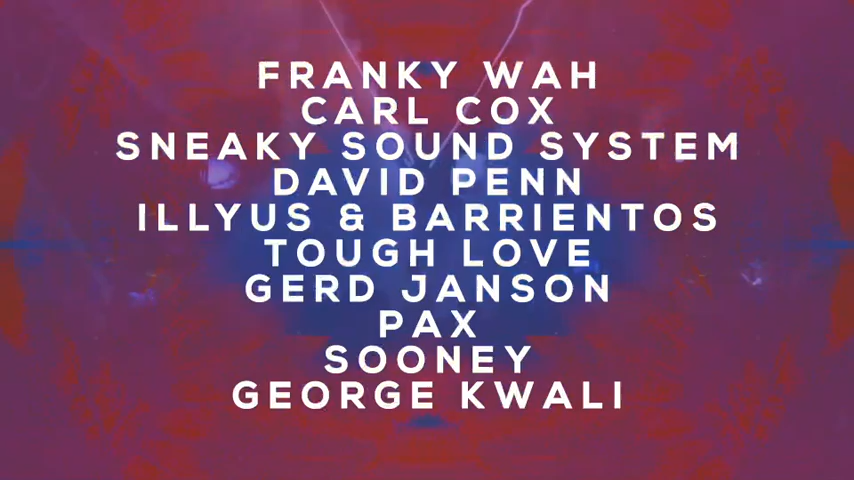 FRANKY WAH
CARL COX
SNEAKY SOUND SYSTEM
DAVID PENN
ILLYUS & BARRIENTOS
TOUGH LOVE
GERD JANSON
PAX
SOONEY
GEORGE KWALI